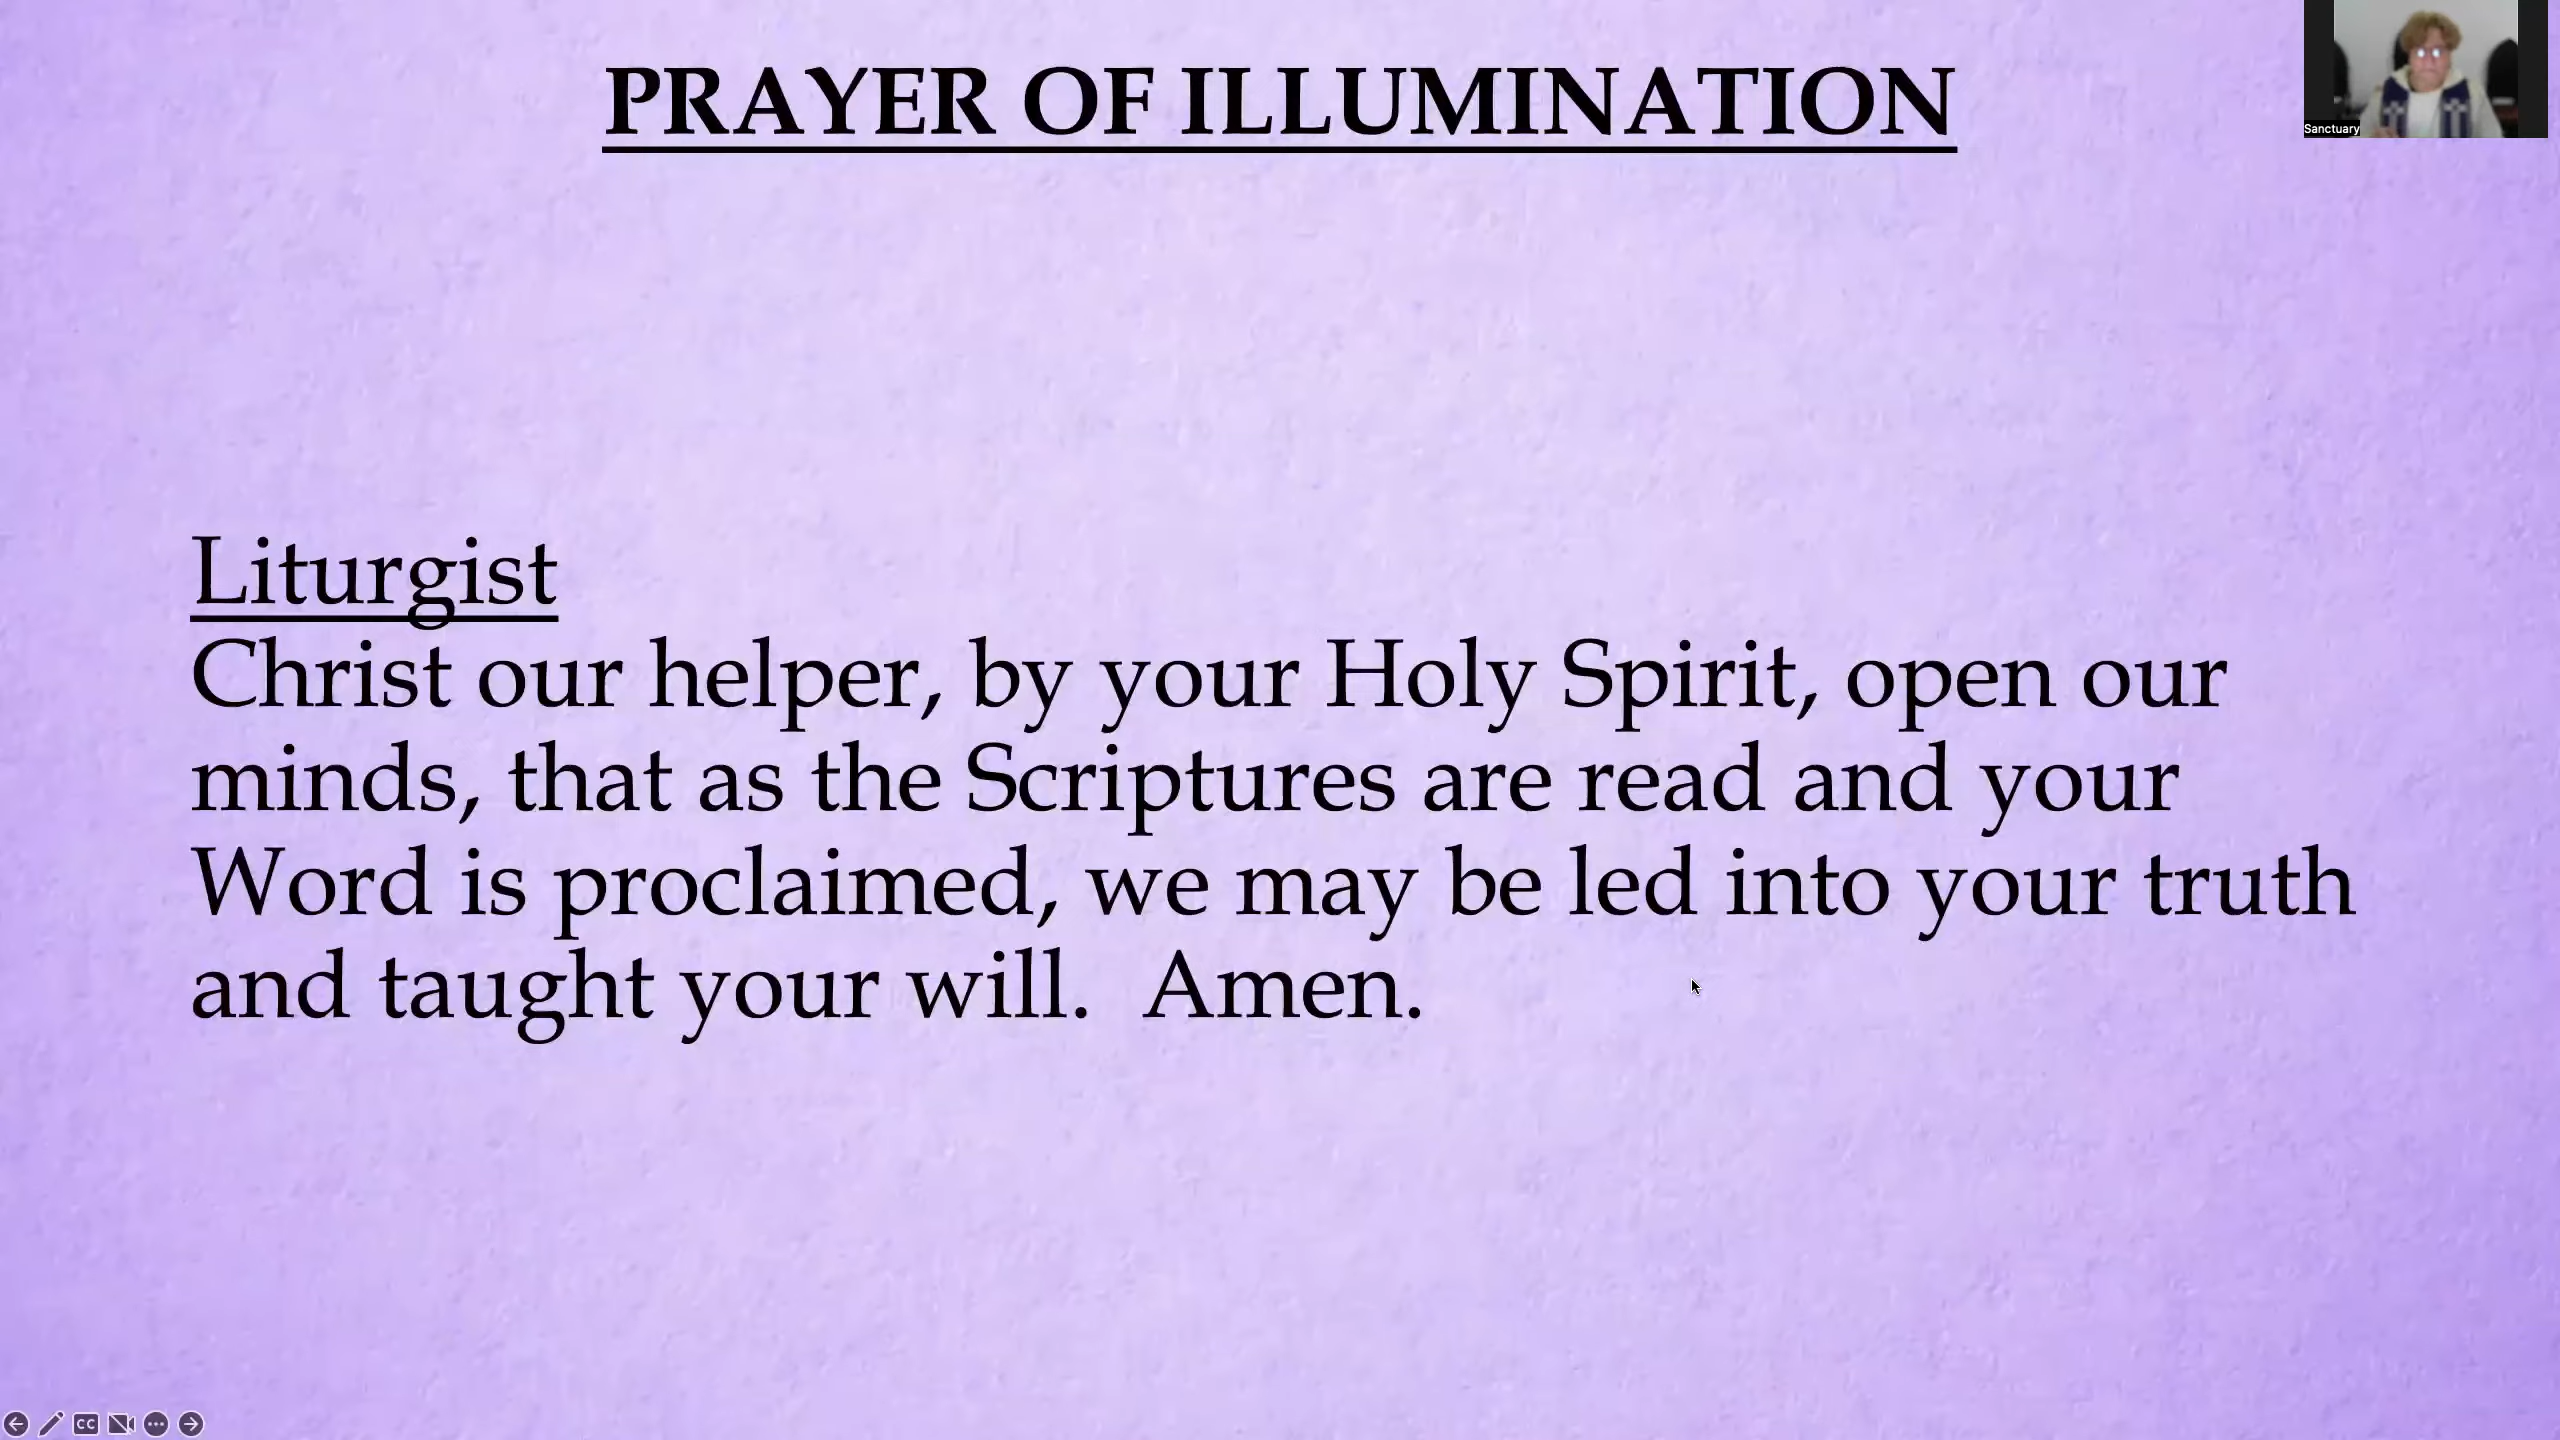 PRAYER OF ILLUMINATION
Sanctuary
Liturgist
Christ our helper, by your Holy Spirit, open our
minds, that as the Scriptures are read and your
Word is proclaimed, we may be led into your truth
and taught your will.  Amen.
CC